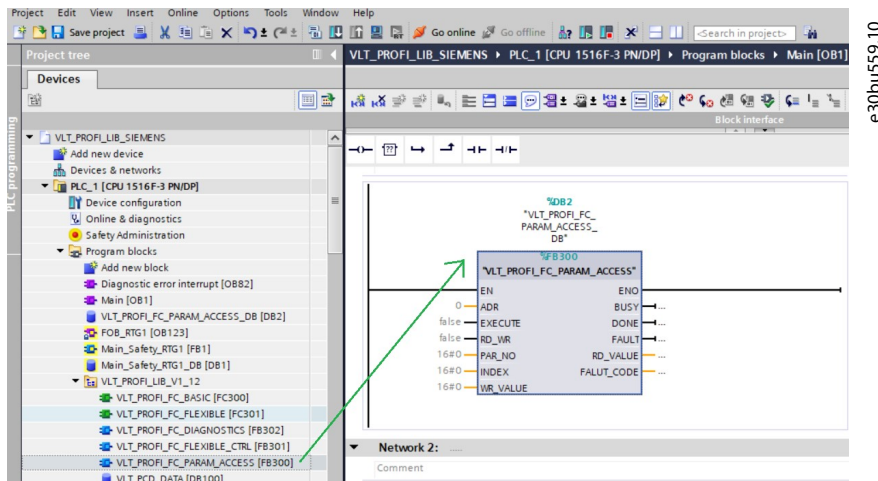 Project Edit View Insert Online Options Tools Window Help
Save project Go online Go offline <Search in project>
Project tree
VLT_PROFI_LIB_SIEMENS ▸ PLC_1 [CPU 1516F-3 PN/DP] ▸ Program blocks ▸ Main [OB1]
Devices
Block interface
PLC programming
VLT_PROFI_LIB_SIEMENS
Add new device
Devices & networks
PLC_1 [CPU 1516F-3 PN/DP]
Device configuration
Online & diagnostics
Safety Administration
Program blocks
Add new block
Diagnostic error interrupt [OB82]
Main [OB1]
VLT_PROFI_FC_PARAM_ACCESS_DB [DB2]
FOB_RTG1 [OB123]
Main_Safety_RTG1 [FB1]
Main_Safety_RTG1_DB [DB1]
VLT_PROFI_LIB_V1_12
VLT_PROFI_FC_BASIC [FC300]
VLT_PROFI_FC_FLEXIBLE [FC301]
VLT_PROFI_FC_DIAGNOSTICS [FB302]
VLT_PROFI_FC_FLEXIBLE_CTRL [FB301]
VLT_PROFI_FC_PARAM_ACCESS [FB300]
VLT_PCD_DATA [DB100]
??
%DB2
"VLT_PROFI_FC_
PARAM_ACCESS_
DB"
%FB300
"VLT_PROFI_FC_PARAM_ACCESS"
EN ENO
0 ADR BUSY ...
false EXECUTE DONE ...
false RD_WR FAULT ...
16#0 PAR_NO RD_VALUE ...
16#0 INDEX FALUT_CODE ...
16#0 WR_VALUE
Network 2: ......
Comment
e30bu559.10